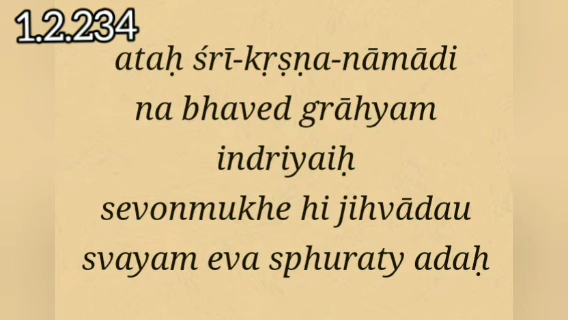 1.2.234
ataḥ śrī-kṛṣṇa-nāmādi
na bhaved grāhyam
indriyaiḥ
sevonmukhe hi jihvādau
svayam eva sphuraty adaḥ